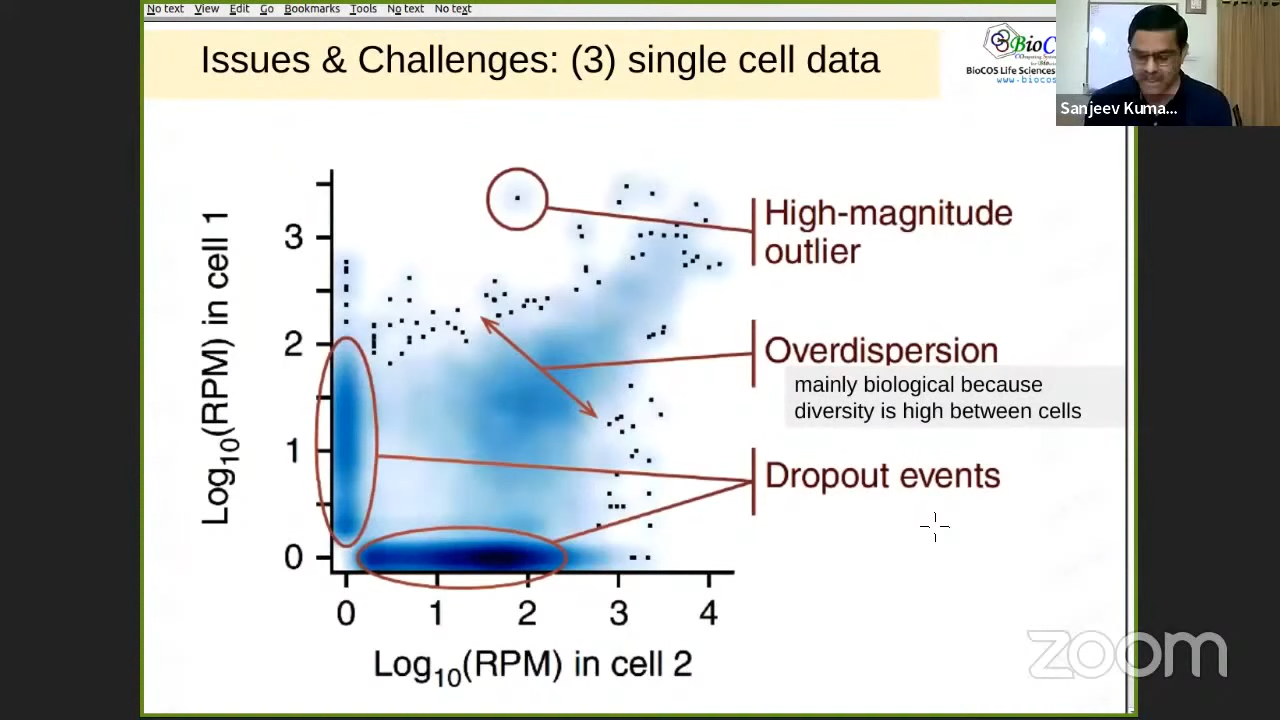 No text View Edit Go Bookmarks Tools No text No text
Issues & Challenges: (3) single cell data
BioC
BioCOS Life Sciences
www.biocos
Sanjeev Kuma...
High-magnitude
outlier
Overdispersion
mainly biological because
diversity is high between cells
Dropout events
Log10(RPM) in cell 1
3
2
1
0
0 1 2 3 4
Log10(RPM) in cell 2
zoom